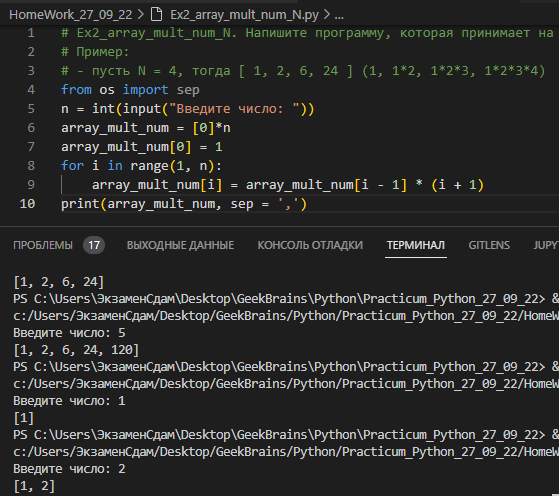 HomeWork_27_09_22 > Ex2_array_mult_num_N.py > ...
1 # Ex2_array_mult_num_N. Напишите программу, которая принимает на
2 # Пример:
3 # - пусть N = 4, тогда [ 1, 2, 6, 24 ] (1, 1*2, 1*2*3, 1*2*3*4)
4 from os import sep
5 n = int(input("Введите число: "))
6 array_mult_num = [0]*n
7 array_mult_num[0] = 1
8 for i in range(1, n):
9 array_mult_num[i] = array_mult_num[i - 1] * (i + 1)
10 print(array_mult_num, sep = ',')
ПРОБЛЕМЫ 17 ВЫХОДНЫЕ ДАННЫЕ КОНСОЛЬ ОТЛАДКИ ТЕРМИНАЛ GITLENS JUPY
[1, 2, 6, 24]
PS C:\Users\ЭкзаменСдам\Desktop\GeekBrains\Python\Practicum_Python_27_09_22> &
c:/Users/ЭкзаменСдам/Desktop/GeekBrains/Python/Practicum_Python_27_09_22/HomeW
Введите число: 5
[1, 2, 6, 24, 120]
PS C:\Users\ЭкзаменСдам\Desktop\GeekBrains\Python\Practicum_Python_27_09_22> &
c:/Users/ЭкзаменСдам/Desktop/GeekBrains/Python/Practicum_Python_27_09_22/HomeW
Введите число: 1
[1]
PS C:\Users\ЭкзаменСдам\Desktop\GeekBrains\Python\Practicum_Python_27_09_22> &
c:/Users/ЭкзаменСдам/Desktop/GeekBrains/Python/Practicum_Python_27_09_22/HomeW
Введите число: 2
[1, 2]